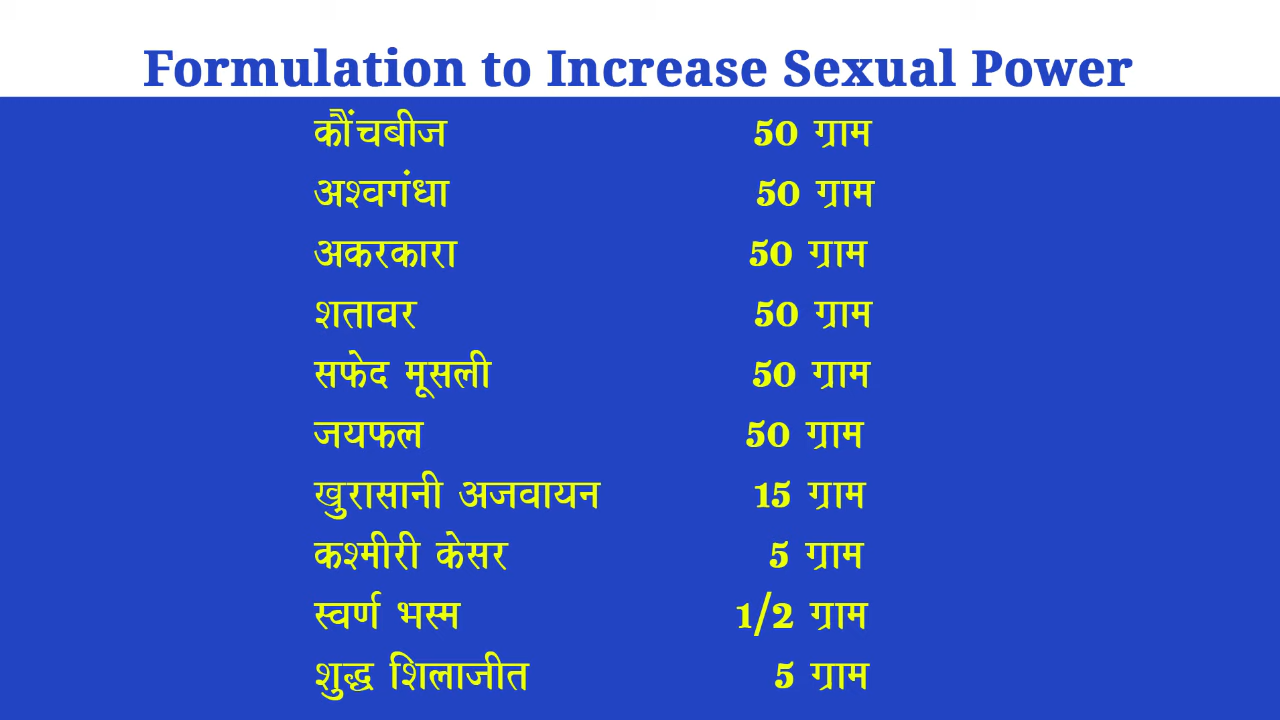 Formulation to Increase Sexual Power
कौंचबीज 50 ग्राम
अश्वगंधा 50 ग्राम
अकरकारा 50 ग्राम
शतावर 50 ग्राम
सफेद मूसली 50 ग्राम
जयफल 50 ग्राम
खुरासानी अजवायन 15 ग्राम
कश्मीरी केसर 5 ग्राम
स्वर्ण भस्म 1/2 ग्राम
शुद्ध शिलाजीत 5 ग्राम